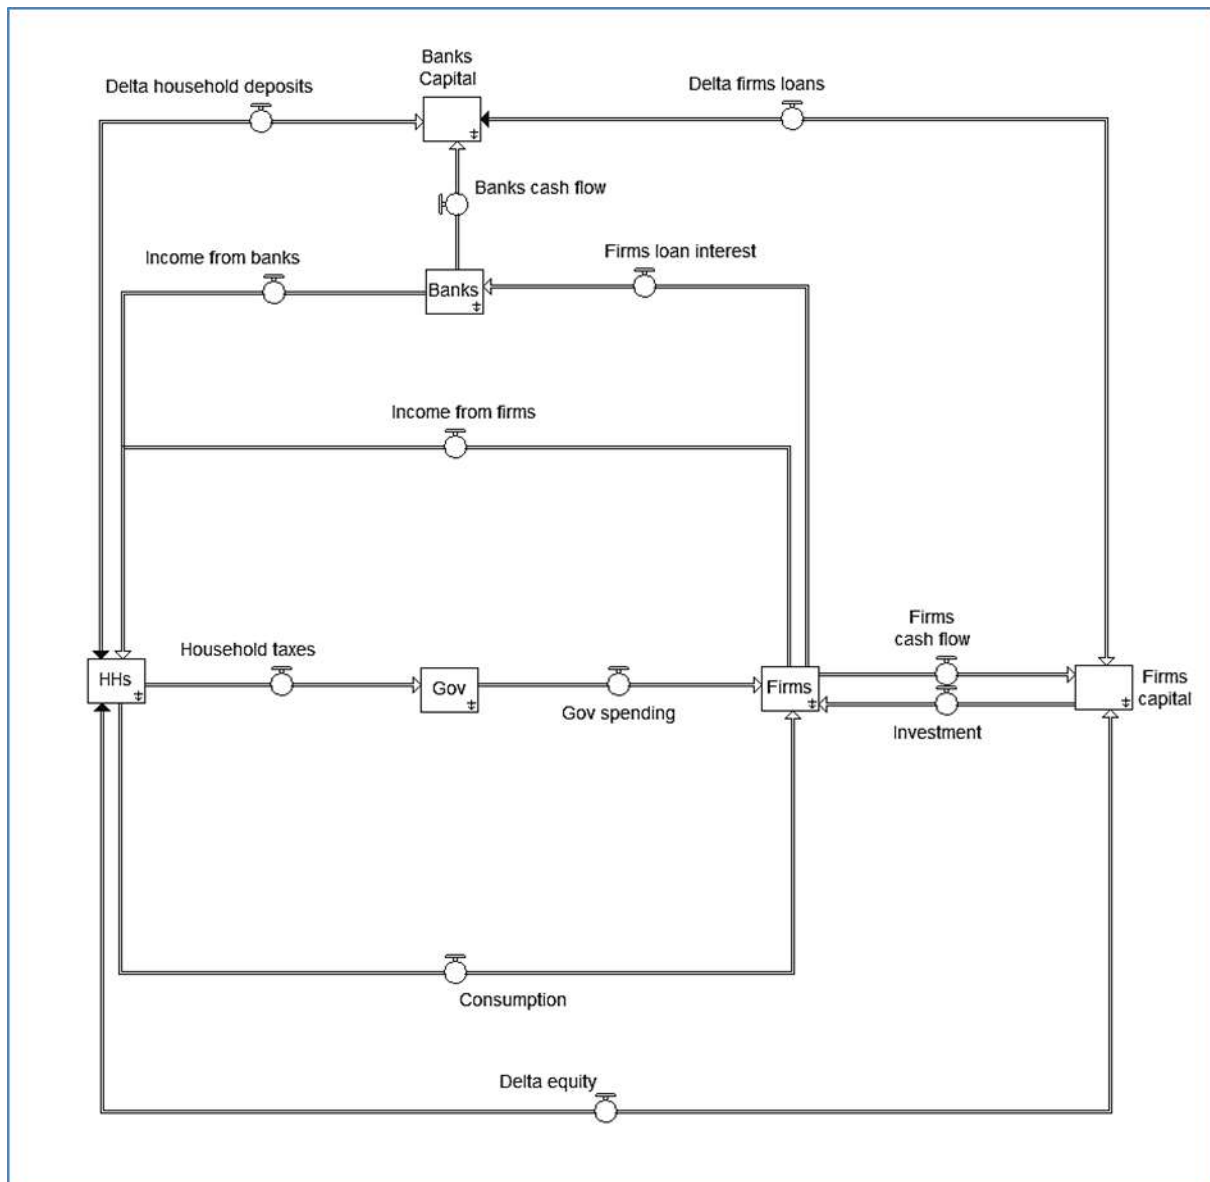 Banks
Capital
Delta household deposits
Delta firms loans
Banks cash flow
Income from banks
Firms loan interest
Banks
Income from firms
Household taxes
Firms
cash flow
HHs
Gov
Gov spending
Firms
Firms
capital
Investment
Consumption
Delta equity